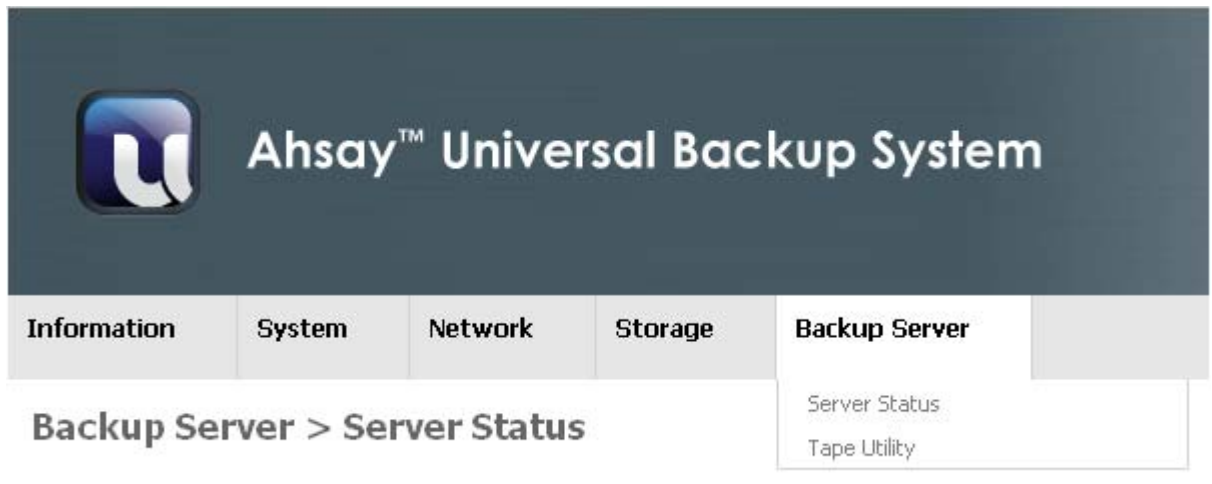 Ahsay™ Universal Backup System
Information System Network Storage Backup Server
Server Status
Tape Utility
Backup Server > Server Status